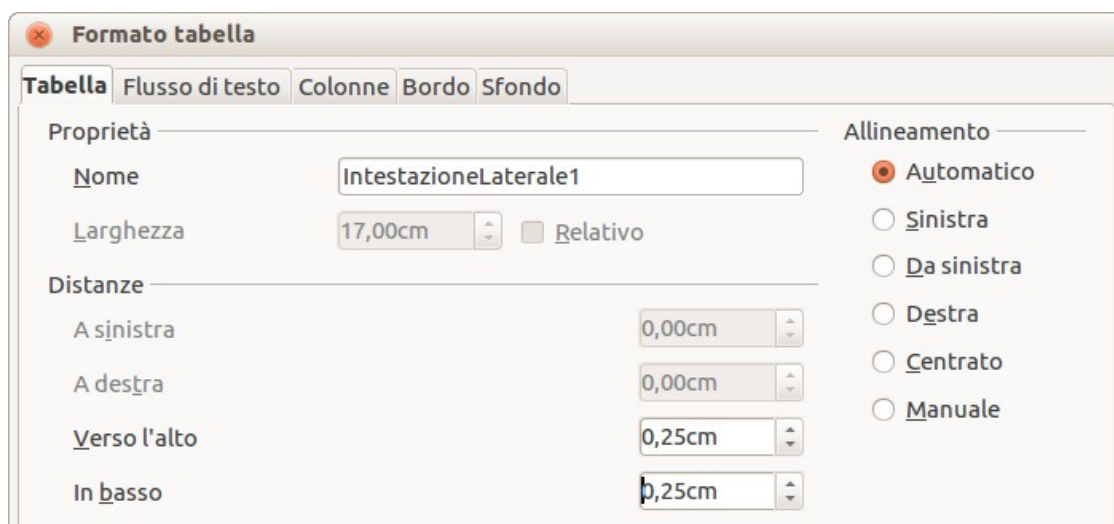 Formato tabella
Tabella Flusso di testo Colonne Bordo Sfondo
Proprietà
Nome IntestazioneLaterale1
Larghezza 17,00cm Relativo
Distanze
A sinistra 0,00cm
A destra 0,00cm
Verso l'alto 0,25cm
In basso 0,25cm
Allineamento
Automatico
Sinistra
Da sinistra
Destra
Centrato
Manuale